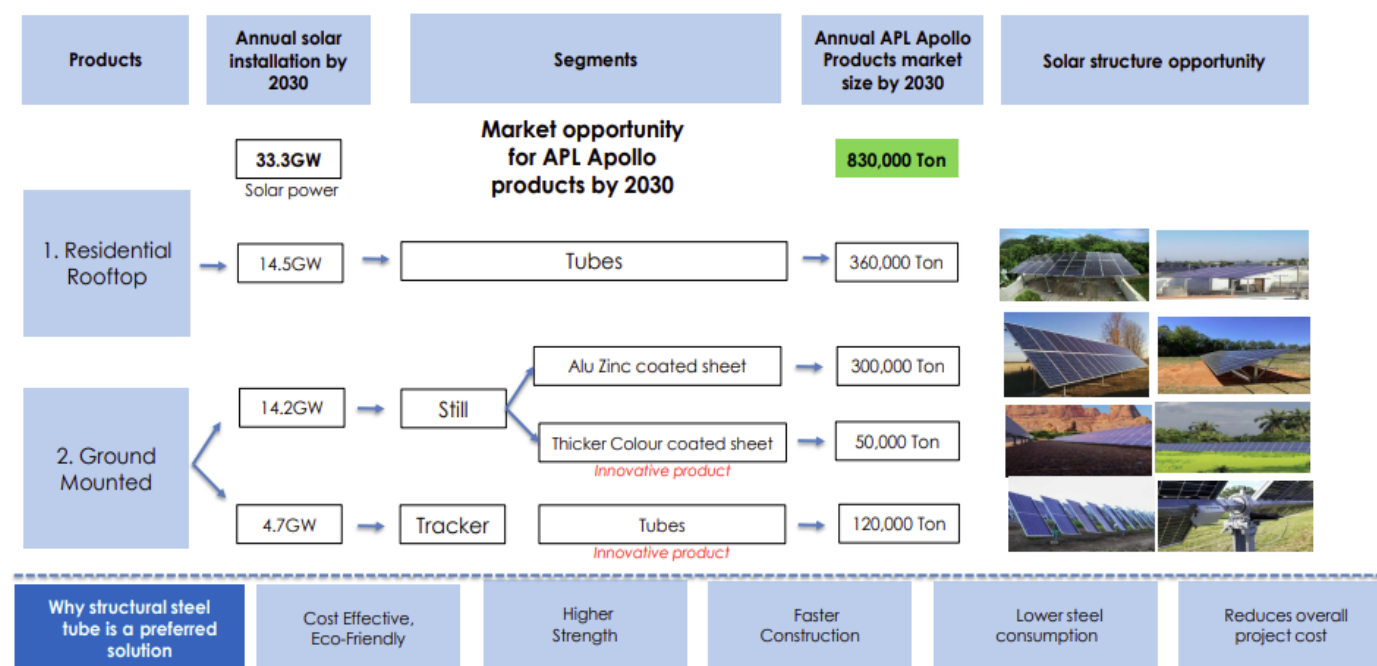 Products
Annual solar
installation by
2030
Segments
Annual APL Apollo
Products market
size by 2030
Solar structure opportunity
33.3GW
Solar power
Market opportunity
for APL Apollo
products by 2030
830,000 Ton
1. Residential
Rooftop
14.5GW
Tubes
360,000 Ton
2. Ground
Mounted
14.2GW
Still
Alu Zinc coated sheet
300,000 Ton
Thicker Colour coated sheet
Innovative product
50,000 Ton
4.7GW
Tracker
Tubes
Innovative product
120,000 Ton
Why structural steel
tube is a preferred
solution
Cost Effective,
Eco-Friendly
Higher
Strength
Faster
Construction
Lower steel
consumption
Reduces overall
project cost